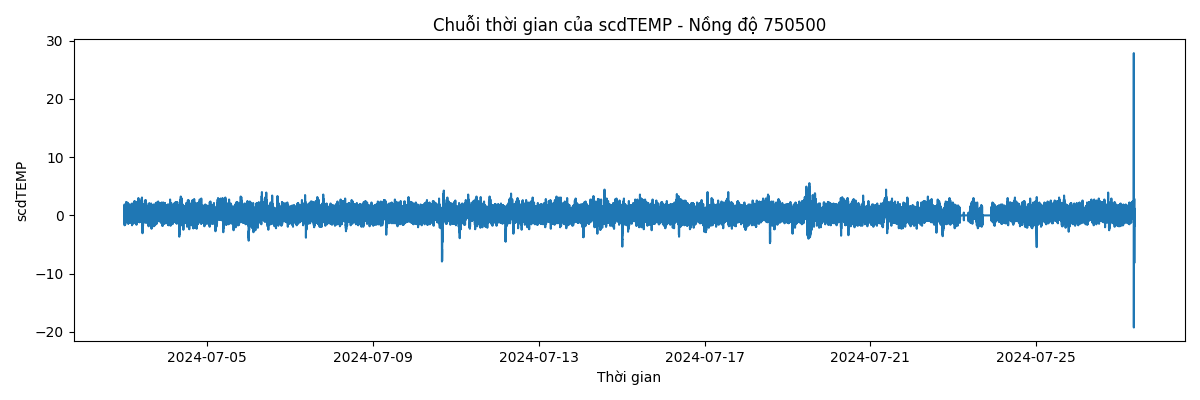 Chuỗi thời gian của scdTEMP - Nồng độ 750500
scdTEMP
30
20
10
0
−10
−20
2024-07-05 2024-07-09 2024-07-13 2024-07-17 2024-07-21 2024-07-25
Thời gian